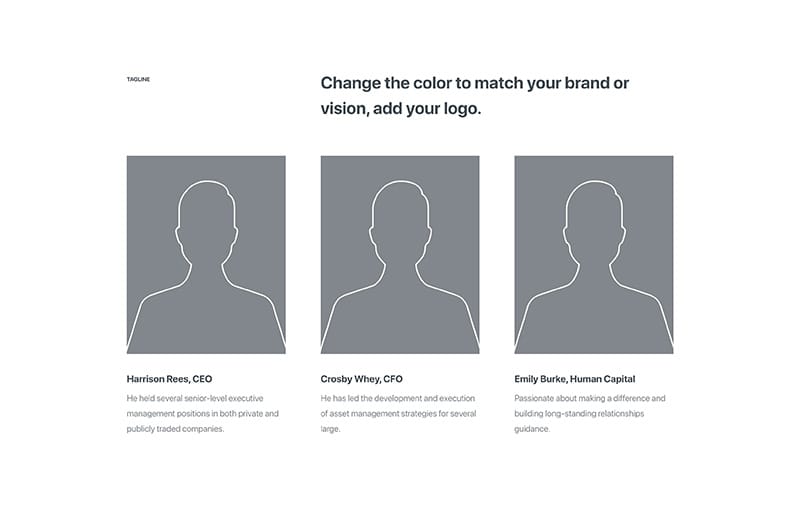 TAGLINE
Change the color to match your brand or
vision, add your logo.
Harrison Rees, CEO
He held several senior-level executive
management positions in both private and
publicly traded companies.
Crosby Whey, CFO
He has led the development and execution
of asset management strategies for several
large.
Emily Burke, Human Capital
Passionate about making a difference and
building long-standing relationships
guidance.